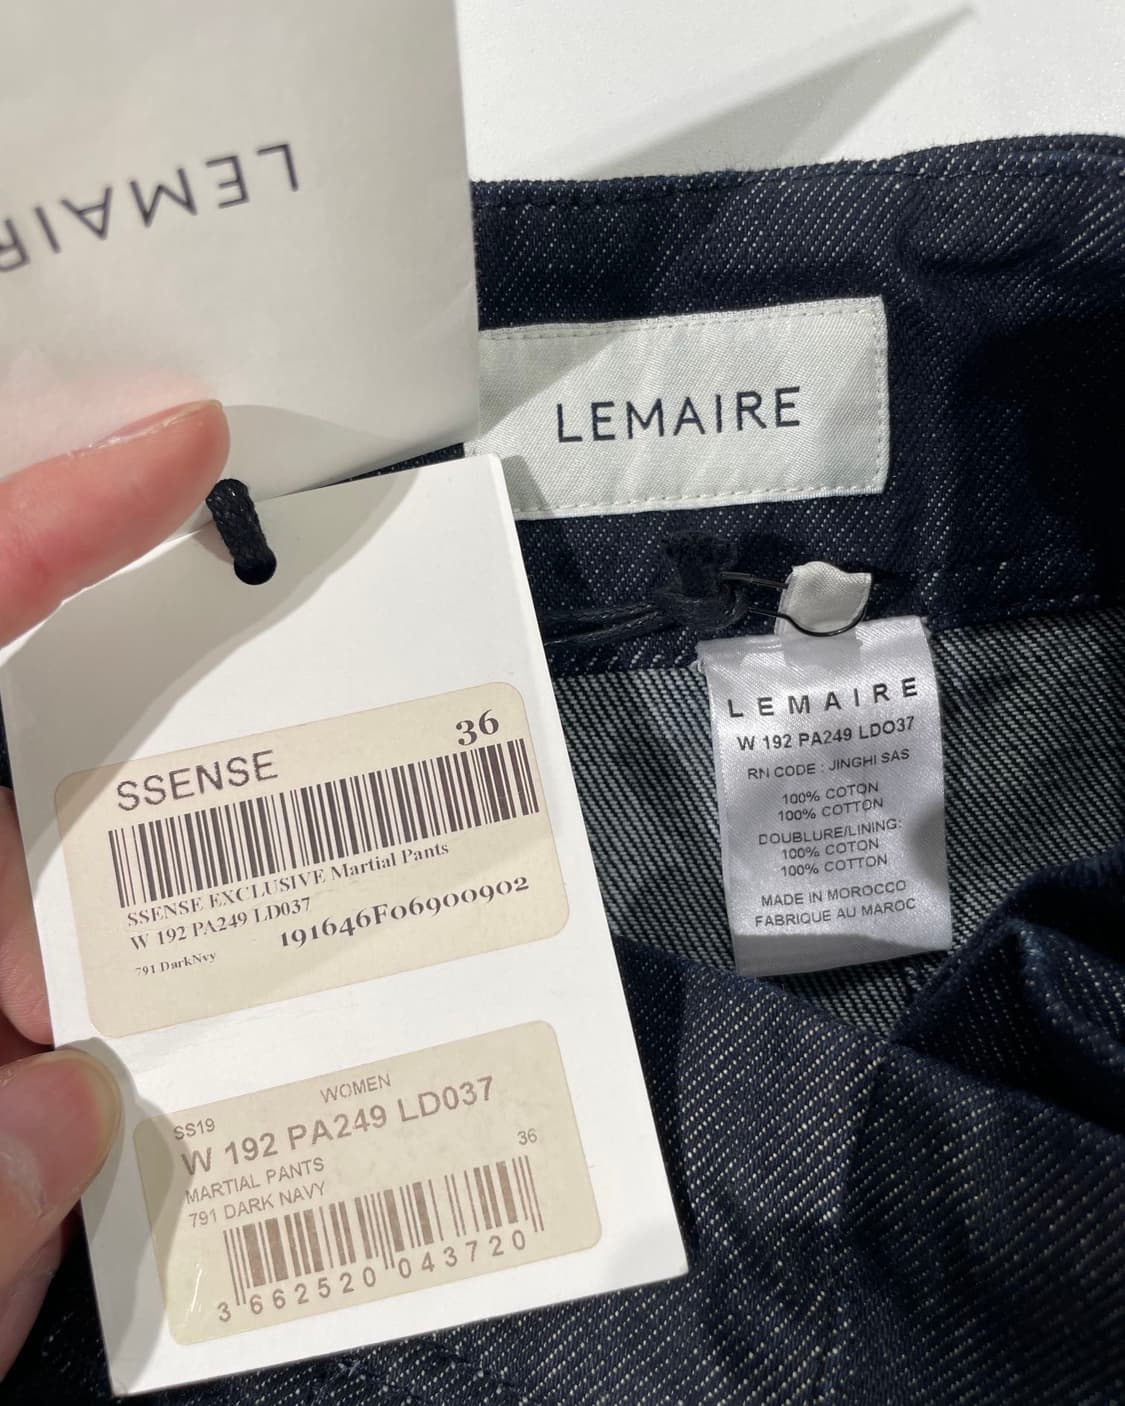 LEMAIR
LEMAIRE
SSENSE
36
SSENSE EXCLUSIVE Martial Pants
W 192 PA249 LD037
191646F06900902
791 DarkNvy
WOMEN
SS19
W 192 PA249 LD037
MARTIAL PANTS
36
791 DARK NAVY
3 662520 043720
LEMAIRE
W 192 PA249 LDO37
RN CODE : JINGHI SAS
100% COTON
100% COTTON
DOUBLURE/LINING:
100% COTON
100% COTTON
MADE IN MOROCCO
FABRIQUE AU MAROC